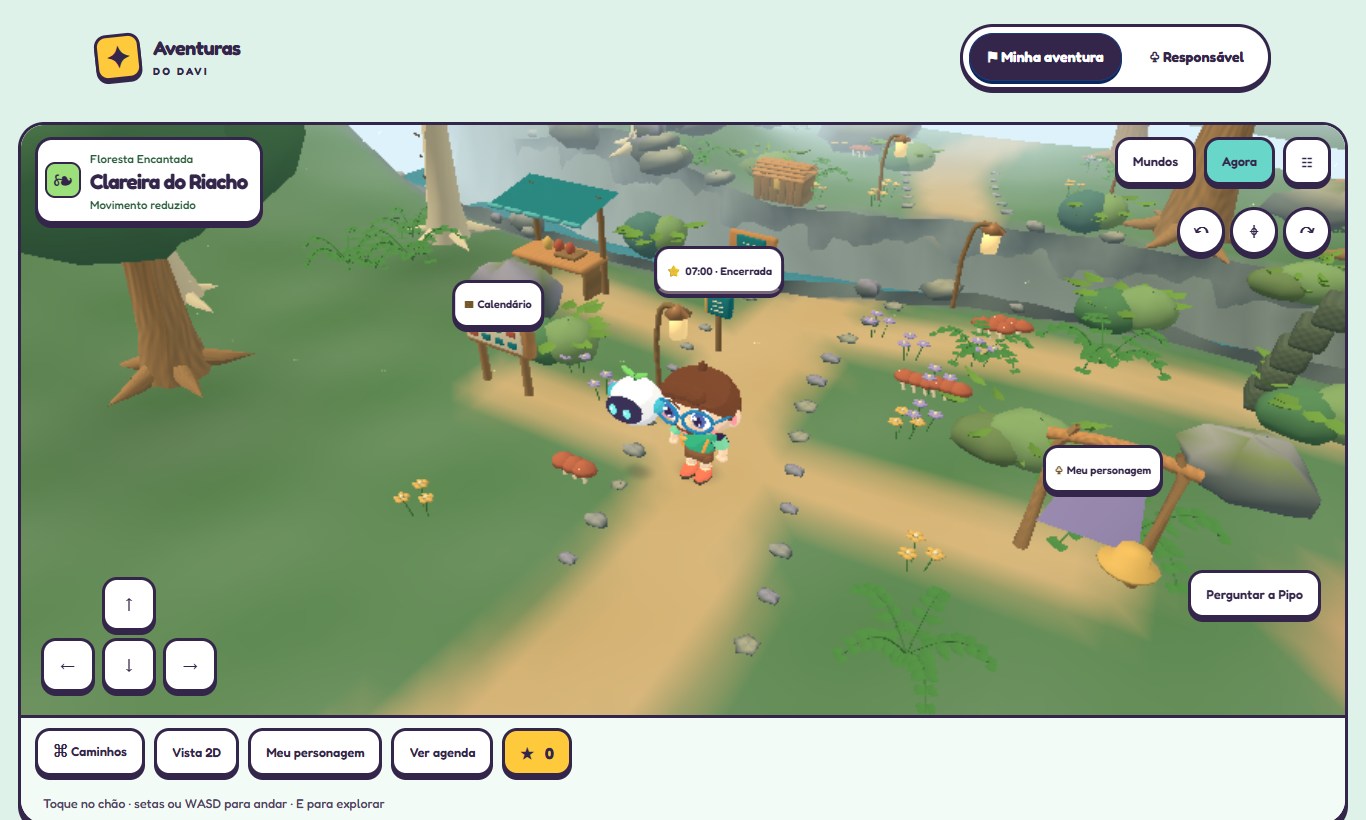 Aventuras
DO DAVI
Minha aventura
Responsável
Floresta Encantada
Clareira do Riacho
Movimento reduzido
Mundos
Agora
07:00 · Encerrada
Calendário
Meu personagem
Perguntar a Pipo
↑
← ↓ →
⌘ Caminhos
Vista 2D
Meu personagem
Ver agenda
★ 0
Toque no chão · setas ou WASD para andar · E para explorar